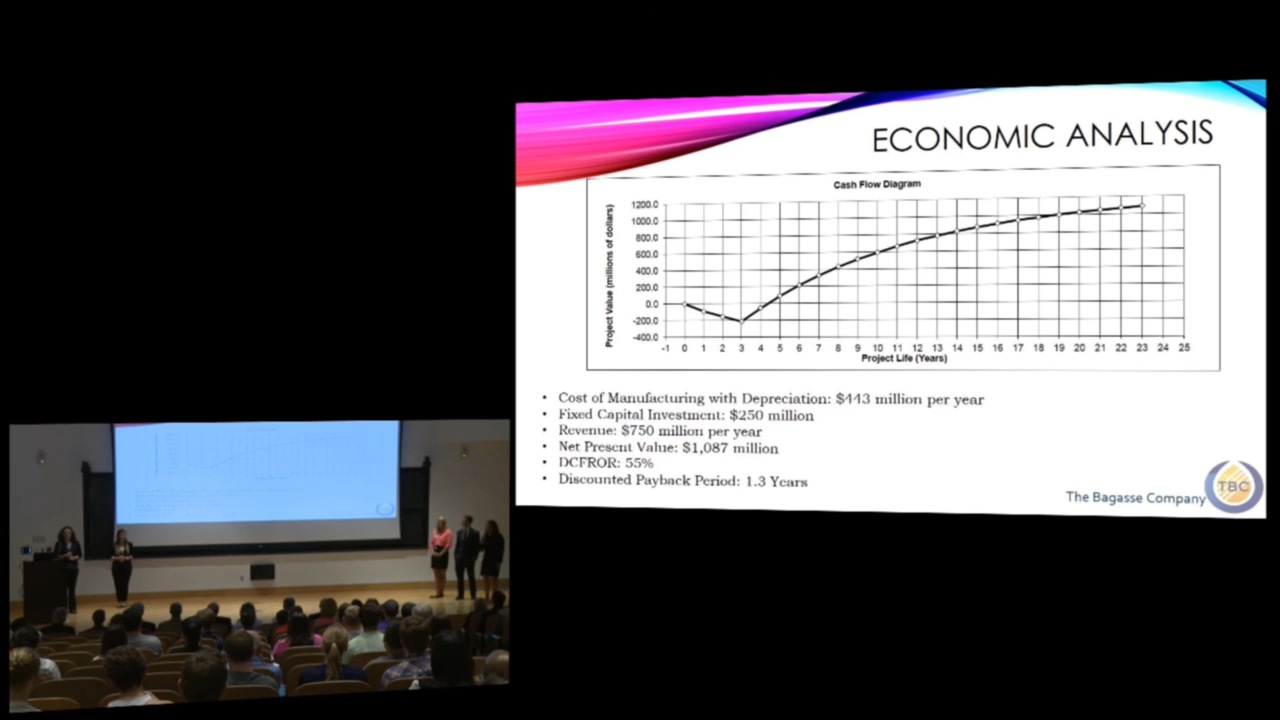 ECONOMIC ANALYSIS
Cash Flow Diagram
Project Value (millions of dollars)
1200.0
1000.0
800.0
600.0
400.0
200.0
0.0
-200.0
-400.0
-1 0 1 2 3 4 5 6 7 8 9 10 11 12 13 14 15 16 17 18 19 20 21 22 23 24 25
Project Life (Years)
• Cost of Manufacturing with Depreciation: $443 million per year
• Fixed Capital Investment: $250 million
• Revenue: $750 million per year
• Net Present Value: $1,087 million
• DCFROR: 55%
• Discounted Payback Period: 1.3 Years
The Bagasse Company
TBC